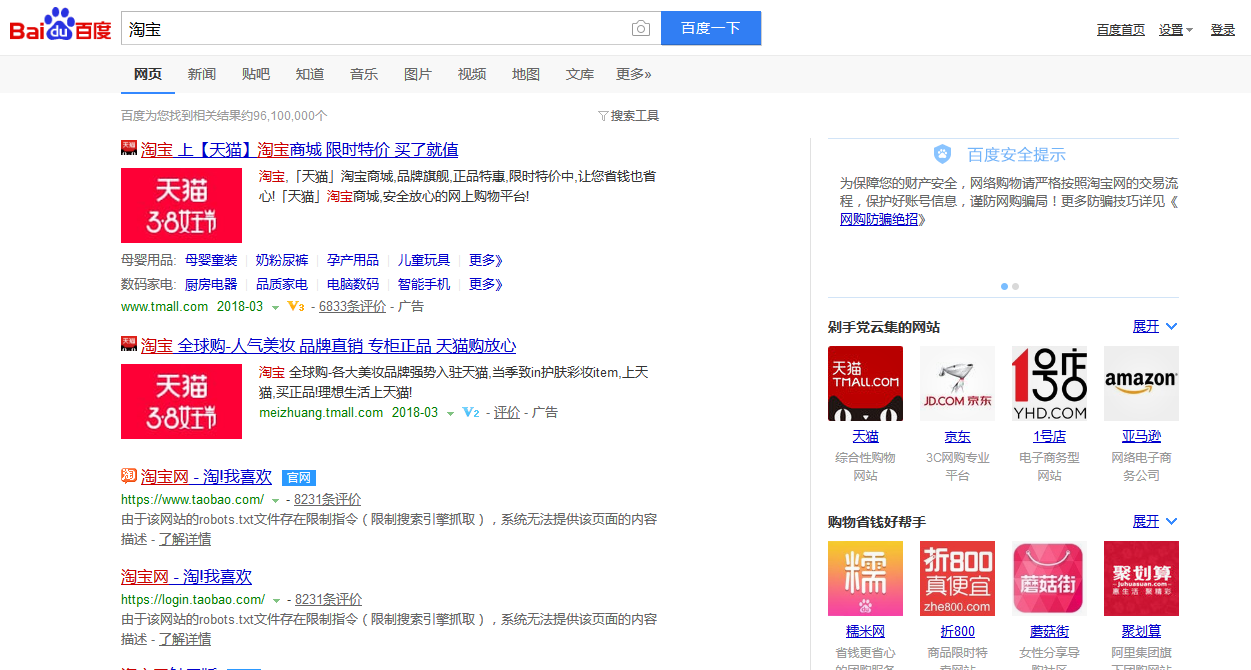 Bai du 百度
淘宝
百度一下
百度首页 设置 登录
网页 新闻 贴吧 知道 音乐 图片 视频 地图 文库 更多»
百度为您找到相关结果约96,100,000个
搜索工具
天猫 淘宝 上【天猫】淘宝商城 限时特价 买了就值
天猫
3·8女王节
淘宝,「天猫」淘宝商城,品牌旗舰,正品特惠,限时特价中,让您省钱也省
心!「天猫」淘宝商城,安全放心的网上购物平台!
母婴用品: 母婴童装 奶粉尿裤 孕产用品 儿童玩具 更多》
数码家电: 厨房电器 品质家电 电脑数码 智能手机 更多》
www.tmall.com 2018-03 V3 - 6833条评价 - 广告
天猫 淘宝 全球购-人气美妆 品牌直销 专柜正品 天猫购放心
天猫
3·8女王节
淘宝 全球购-各大美妆品牌强势入驻天猫,当季致in护肤彩妆item,上天
猫,买正品!理想生活上天猫!
meizhuang.tmall.com 2018-03 V2 - 评价 - 广告
淘 淘宝网 - 淘!我喜欢 官网
https://www.taobao.com/ - 8231条评价
由于该网站的robots.txt文件存在限制指令（限制搜索引擎抓取），系统无法提供该页面的内容
描述 - 了解详情
淘宝网 - 淘!我喜欢
https://login.taobao.com/ - 8231条评价
由于该网站的robots.txt文件存在限制指令（限制搜索引擎抓取），系统无法提供该页面的内容
描述 - 了解详情
百度安全提示
为保障您的财产安全，网络购物请严格按照淘宝网的交易流
程，保护好账号信息，谨防网购骗局！更多防骗技巧详见《
网购防骗绝招》
剁手党云集的网站 展开
天猫
TMALL.COM
JD.COM 京东
1号店
YHD.COM
amazon
天猫 京东 1号店 亚马逊
综合性购物 3C网购专业 电子商务型 网络电子商
网站 平台 网站 务公司
购物省钱好帮手 展开
糯
折800
真便宜
zhe800.com
蘑菇街
聚划算
juhuasuan.com
惠生活 聚精彩
糯米网 折800 蘑菇街 聚划算
省钱更省心 商品限时特 女性分享导 阿里集团旗